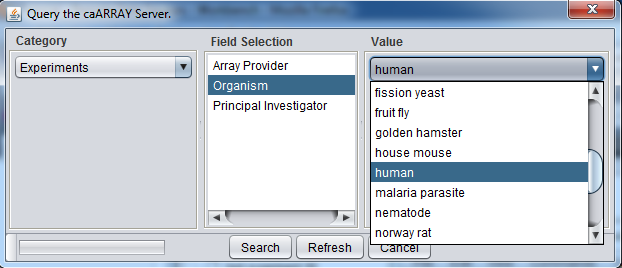 Query the caARRAY Server.
Category
Experiments
Field Selection
Array Provider
Organism
Principal Investigator
Value
human
fission yeast
fruit fly
golden hamster
house mouse
human
malaria parasite
nematode
norway rat
Search
Refresh
Cancel